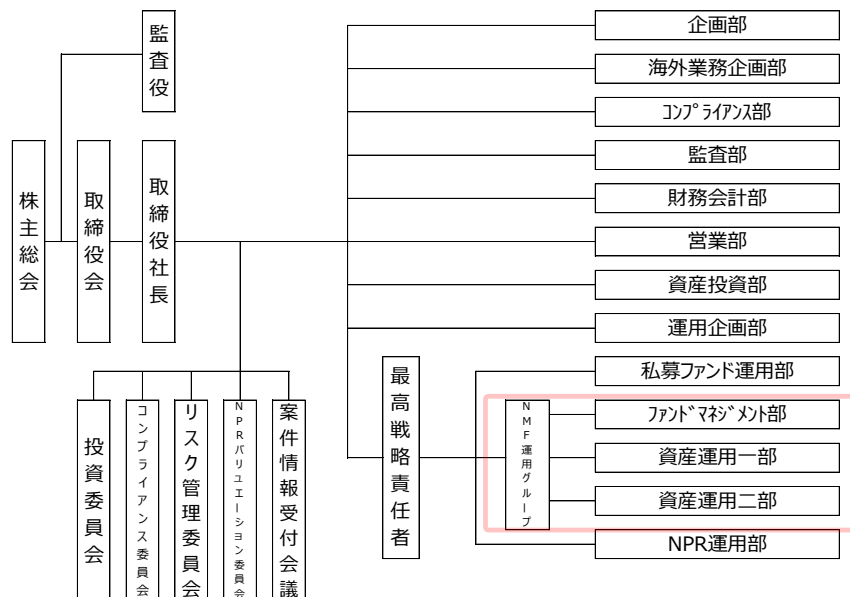 監査役
株主総会
取締役会
取締役社長
企画部
海外業務企画部
ｺﾝﾌﾟﾗｲｱﾝｽ部
監査部
財務会計部
営業部
資産投資部
運用企画部
最高戦略責任者
私募ファンド運用部
NMF運用グループ
ﾌｧﾝﾄﾞﾏﾈｼﾞﾒﾝﾄ部
資産運用一部
資産運用二部
NPR運用部
投資委員会
コンプライアンス委員会
リスク管理委員会
NPRバリュエーション委員会
案件情報受付会議